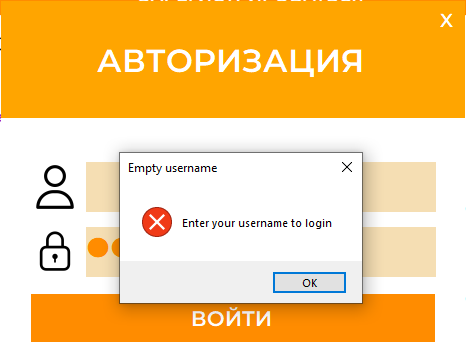 X
АВТОРИЗАЦИЯ
Empty username
Enter your username to login
OK
ВОЙТИ